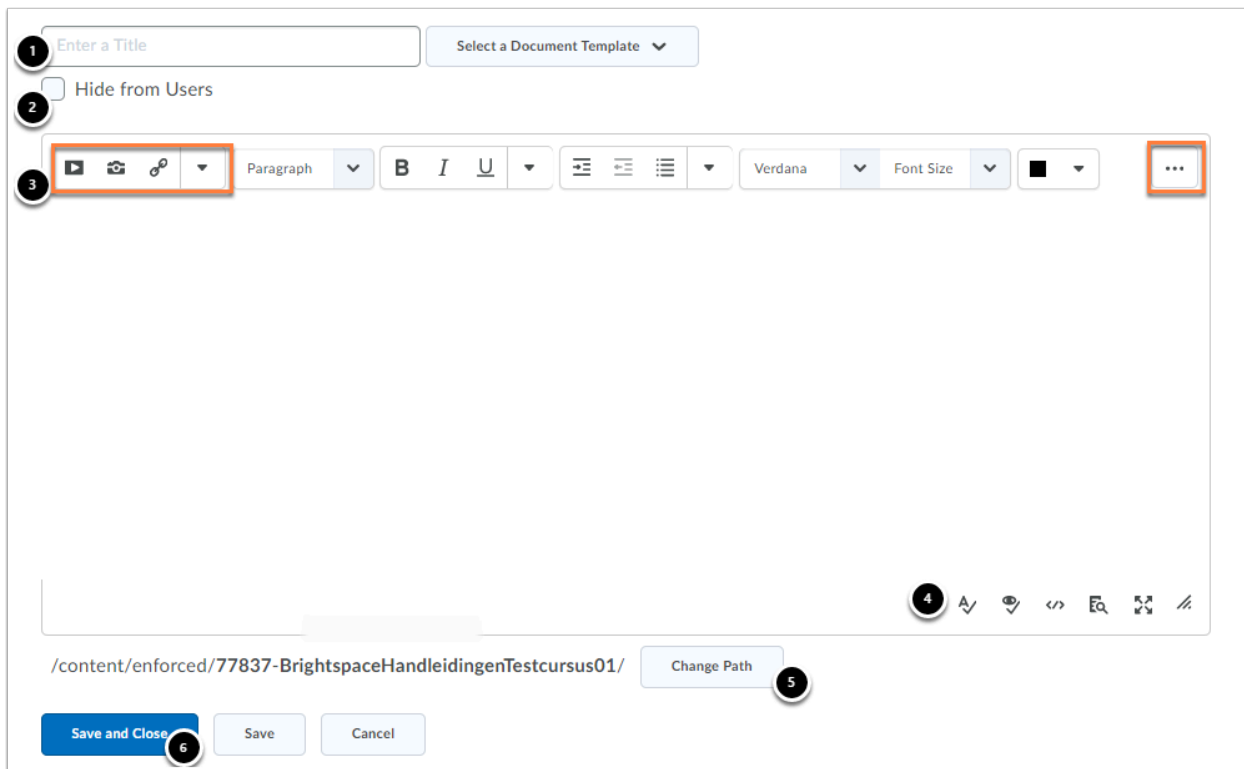 1 Enter a Title Select a Document Template
2 Hide from Users
3 Paragraph B I U Verdana Font Size ...
4 A </>
/content/enforced/77837-BrightspaceHandleidingenTestcursus01/ Change Path 5
Save and Close 6 Save Cancel